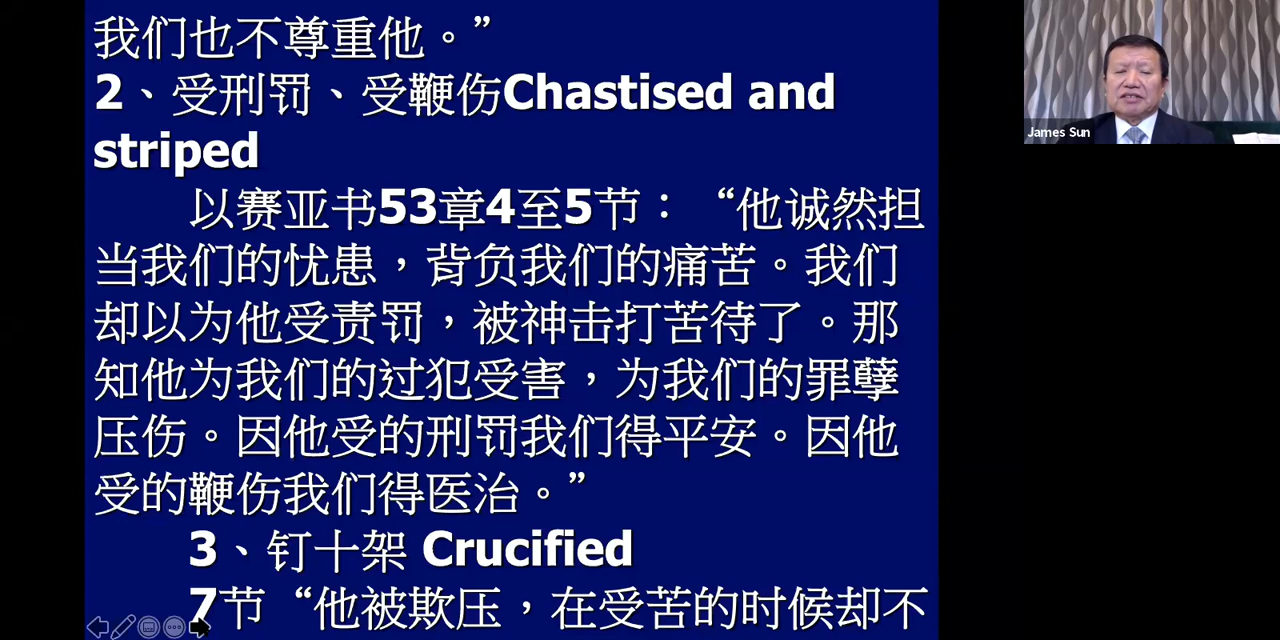 我们也不尊重他。”
2、受刑罚、受鞭伤Chastised and
striped
以赛亚书53章4至5节：“他诚然担
当我们的忧患，背负我们的痛苦。我们
却以为他受责罚，被神击打苦待了。那
知他为我们的过犯受害，为我们的罪孽
压伤。因他受的刑罚我们得平安。因他
受的鞭伤我们得医治。”
3、钉十架 Crucified
7节“他被欺压，在受苦的时候却不
James Sun